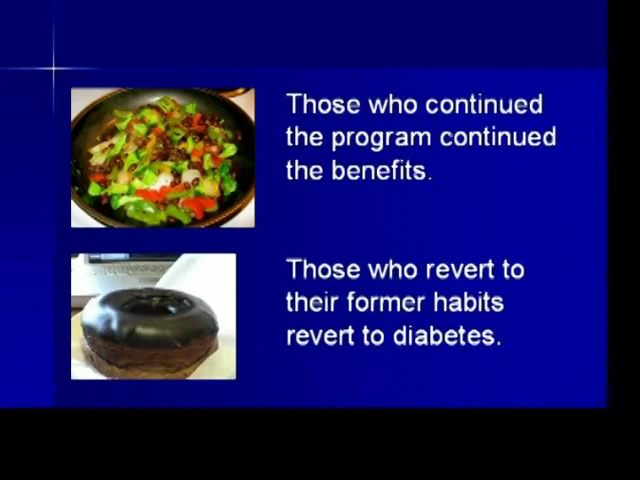 Those who continued
the program continued
the benefits.
Those who revert to
their former habits
revert to diabetes.